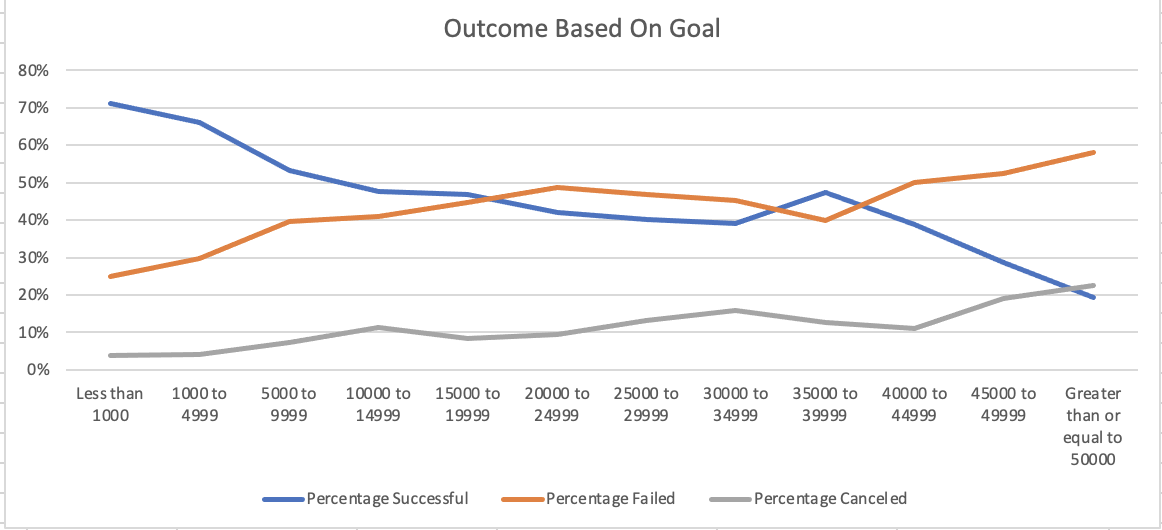 Outcome Based On Goal
80%
70%
60%
50%
40%
30%
20%
10%
0%
Less than 1000
1000 to 4999
5000 to 9999
10000 to 14999
15000 to 19999
20000 to 24999
25000 to 29999
30000 to 34999
35000 to 39999
40000 to 44999
45000 to 49999
Greater than or equal to 50000
Percentage Successful
Percentage Failed
Percentage Canceled